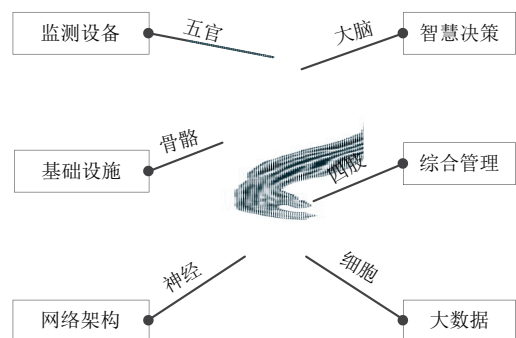 监测设备
五官
大脑
智慧决策
骨骼
基础设施
四肢
综合管理
神经
网络架构
细胞
大数据